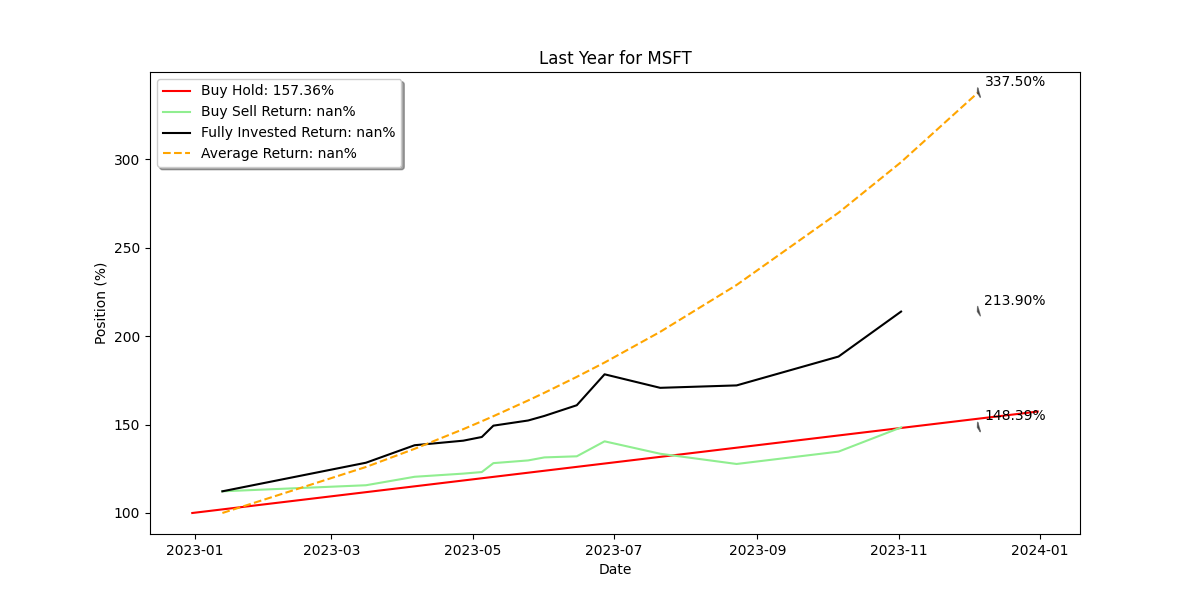 Last Year for MSFT
Buy Hold: 157.36%
Buy Sell Return: nan%
Fully Invested Return: nan%
Average Return: nan%
337.50%
213.90%
148.39%
Position (%)
300
250
200
150
100
2023-01 2023-03 2023-05 2023-07 2023-09 2023-11 2024-01
Date